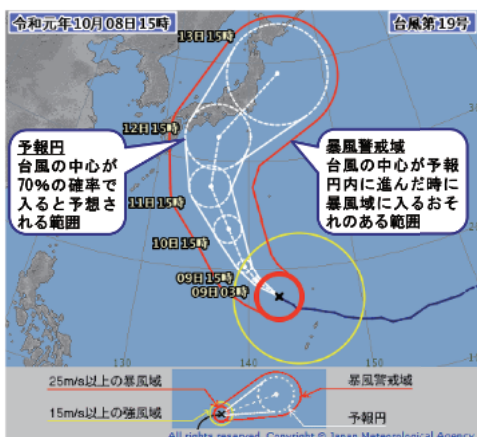 令和元年10月08日15時
台風第19号
13日15時
12日15時
11日15時
10日15時
09日15時
09日03時
予報円
台風の中心が
70%の確率で
入ると予想さ
れる範囲
暴風警戒域
台風の中心が予報
円内に進んだ時に
暴風域に入るおそ
れのある範囲
130
140
150
25m/s以上の暴風域
15m/s以上の強風域
暴風警戒域
予報円
All rights reserved. Copyright © Japan Meteorological Agency